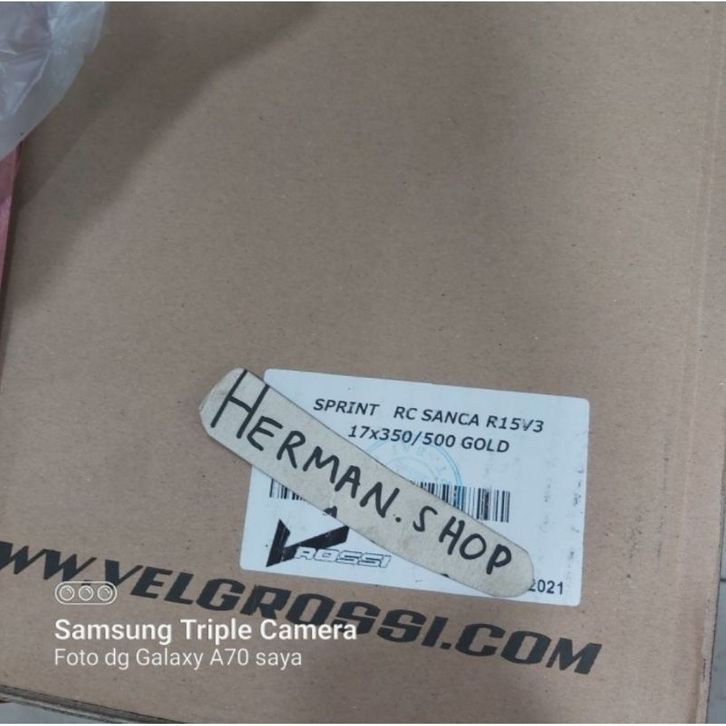 SPRINT RC SANCA R15V3
17x350/500 GOLD
HERMAN.SHOP
ROSSI
2021
WWW.VELGROSSI.COM
Samsung Triple Camera
Foto dg Galaxy A70 saya